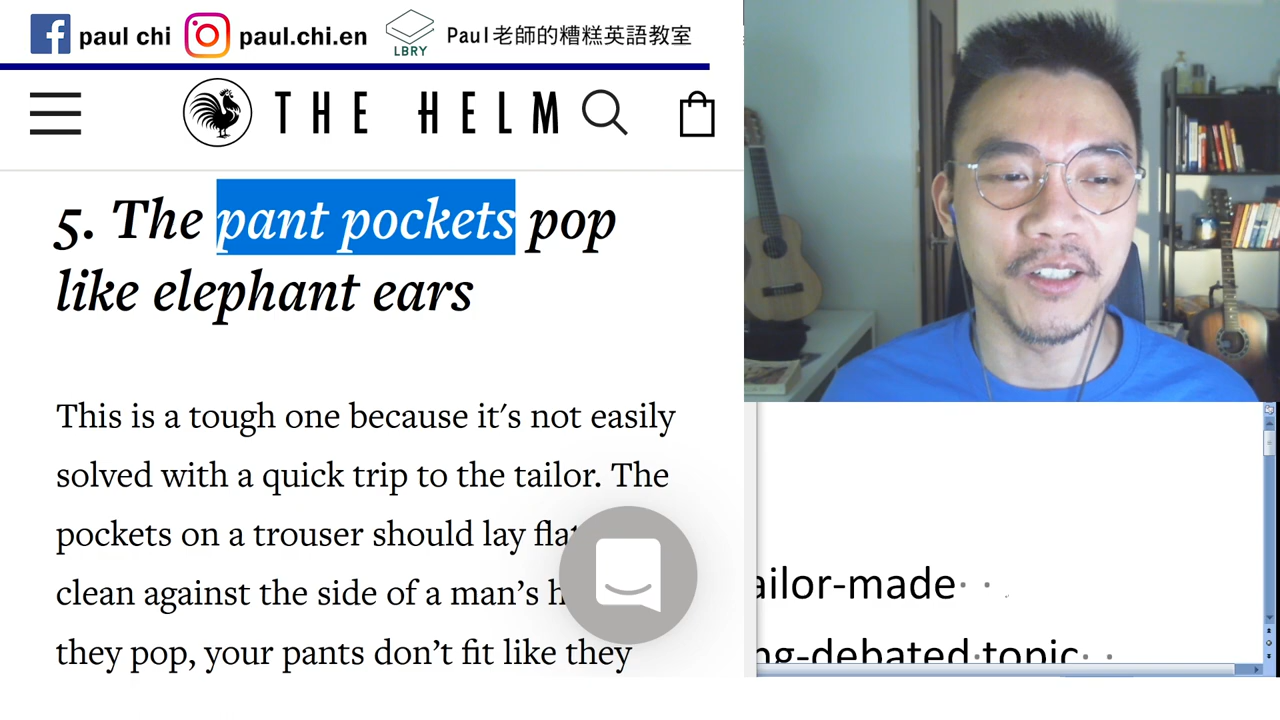 paul chi
paul.chi.en
LBRY
Paul老師的糟糕英語教室
THE HELM
5. The pant pockets pop
like elephant ears
This is a tough one because it's not easily
solved with a quick trip to the tailor. The
pockets on a trouser should lay
clean against the side of a man's
they pop, your pants don't fit like they
ailor-made
ng-debated topic